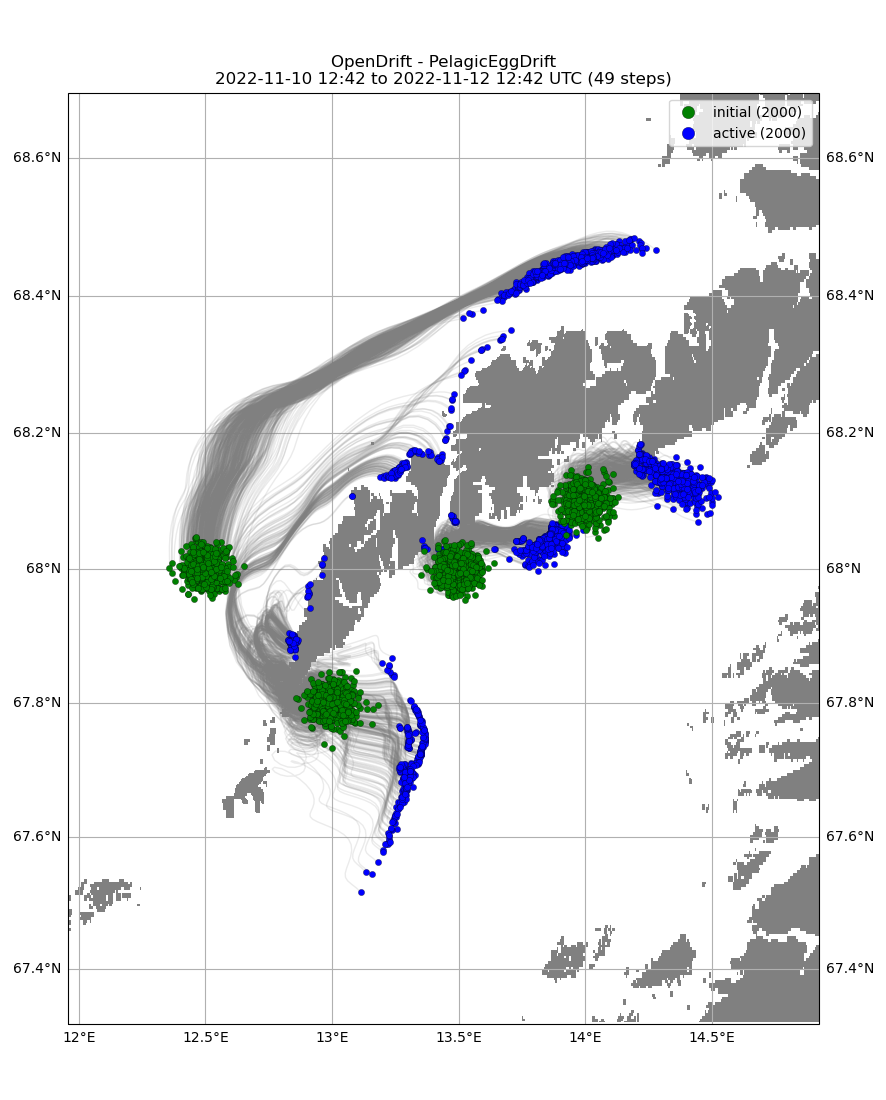 OpenDrift - PelagicEggDrift
2022-11-10 12:42 to 2022-11-12 12:42 UTC (49 steps)
initial (2000)
active (2000)
68.6°N 68.6°N
68.4°N 68.4°N
68.2°N 68.2°N
68°N 68°N
67.8°N 67.8°N
67.6°N 67.6°N
67.4°N 67.4°N
12°E 12.5°E 13°E 13.5°E 14°E 14.5°E